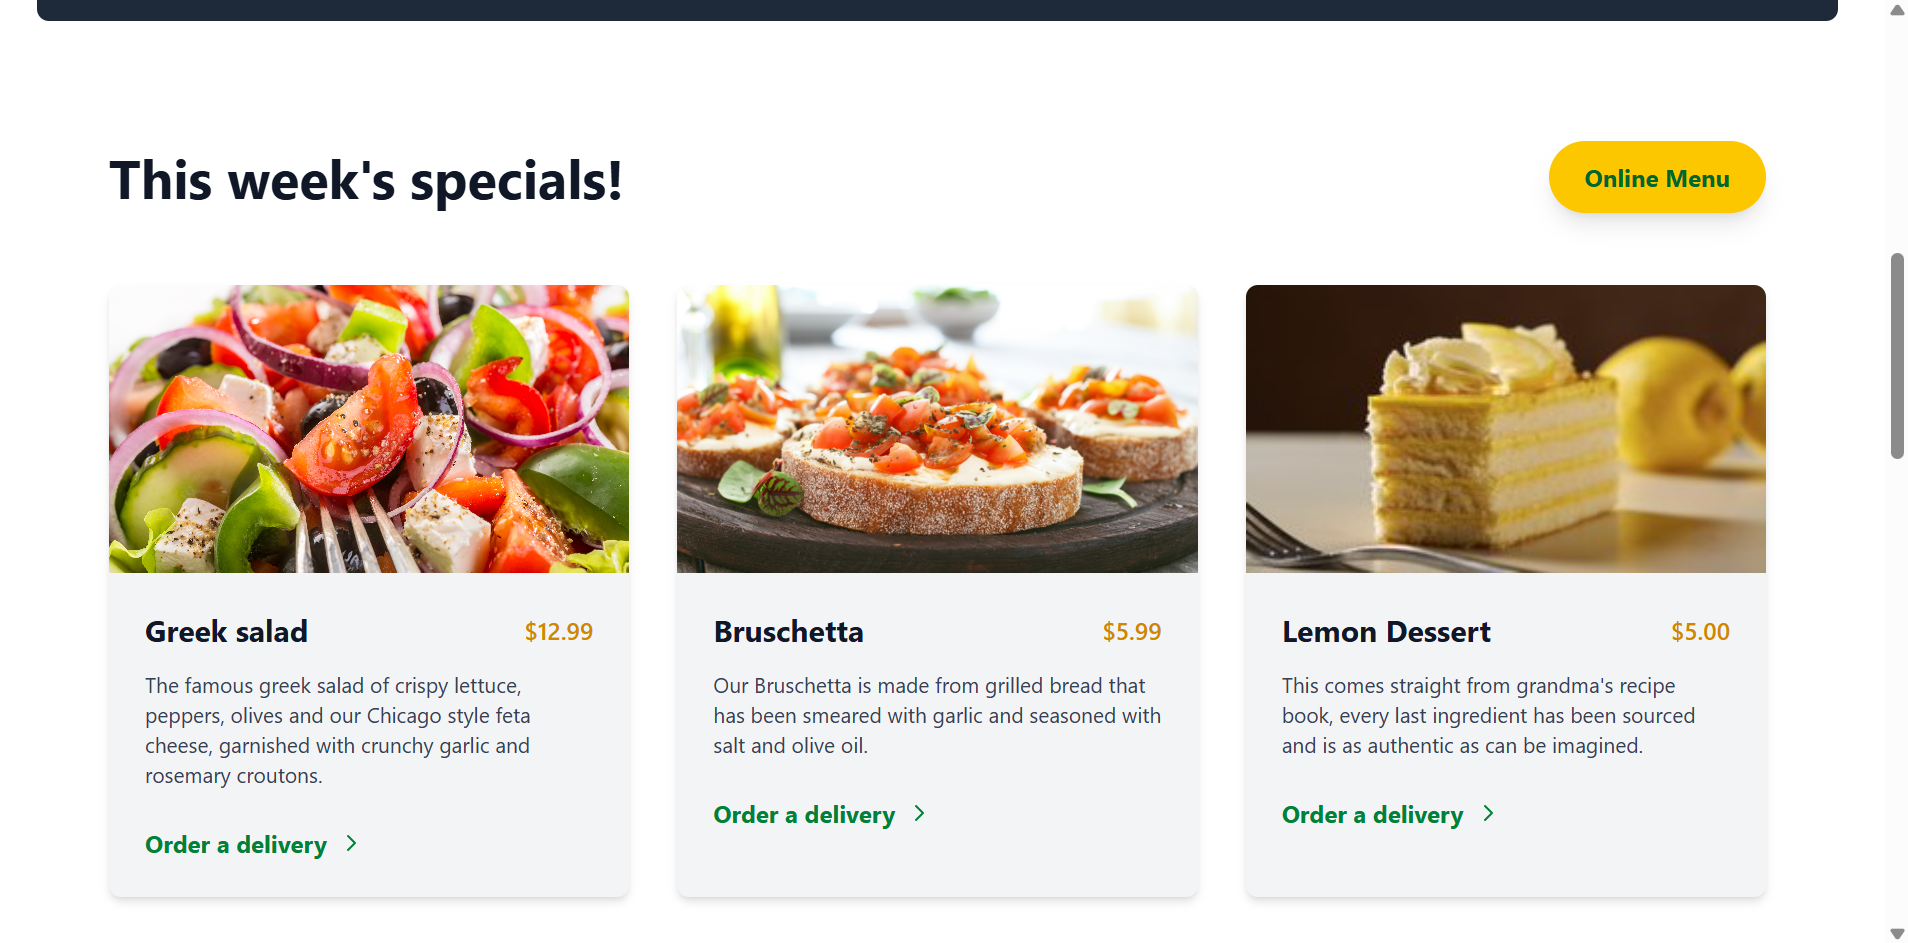 This week's specials!
Online Menu
Greek salad
$12.99
The famous greek salad of crispy lettuce,
peppers, olives and our Chicago style feta
cheese, garnished with crunchy garlic and
rosemary croutons.
Order a delivery
Bruschetta
$5.99
Our Bruschetta is made from grilled bread that
has been smeared with garlic and seasoned with
salt and olive oil.
Order a delivery
Lemon Dessert
$5.00
This comes straight from grandma's recipe
book, every last ingredient has been sourced
and is as authentic as can be imagined.
Order a delivery